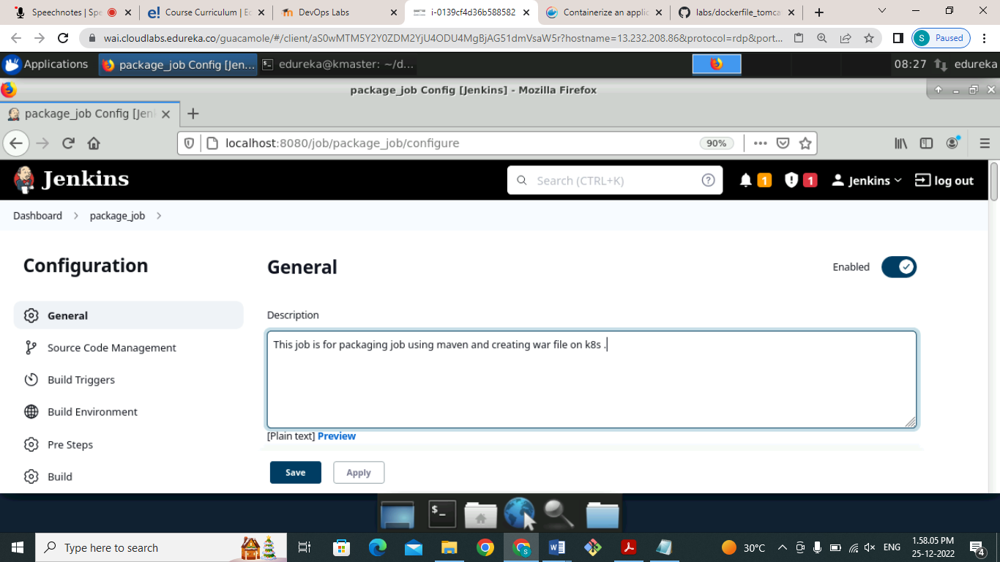 Speechnotes | Spe
Course Curriculum | Ec
DevOps Labs
i-0139cf4d36b588582
Containerize an applic
labs/dockerfile_tomca
wai.cloudlabs.edureka.co/guacamole/#/client/aS0wMTM5Y2Y0ZDM2YjU4ODU4MgBjAG51dmVsaW5r?hostname=13.232.208.86&protocol=rdp&port...
S Paused
Applications
package_job Config [Jen...
edureka@kmaster: ~/d...
08:27
edureka
package_job Config [Jenkins] - Mozilla Firefox
package_job Config [Jen
localhost:8080/job/package_job/configure
90%
Jenkins
Search (CTRL+K)
1
1
Jenkins
log out
Dashboard
package_job
Configuration
General
Enabled
General
Source Code Management
Build Triggers
Build Environment
Pre Steps
Build
Description
This job is for packaging job using maven and creating war file on k8s .
[Plain text] Preview
Save
Apply
Type here to search
30°C
ENG
1.58.05 PM
25-12-2022
4